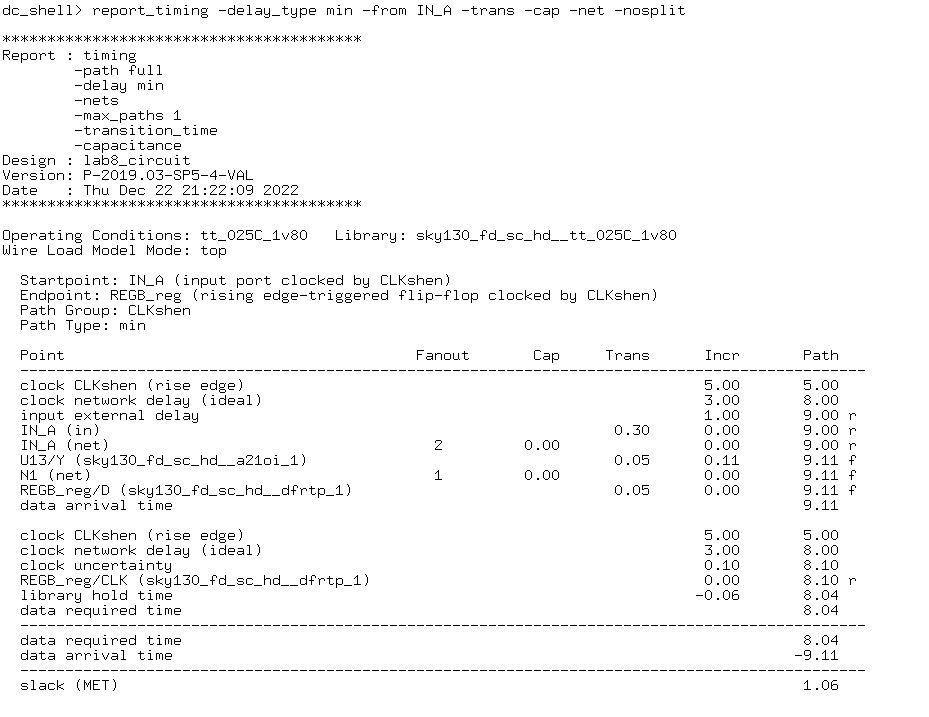 dc_shell> report_timing -delay_type min -from IN_A -trans -cap -net -nosplit
****************************************
Report : timing
        -path full
        -delay min
        -nets
        -max_paths 1
        -transition_time
        -capacitance
Design : lab8_circuit
Version: P-2019.03-SP5-4-VAL
Date   : Thu Dec 22 21:22:09 2022
****************************************
Operating Conditions: tt_025C_1v80   Library: sky130_fd_sc_hd__tt_025C_1v80
Wire Load Model Mode: top
  Startpoint: IN_A (input port clocked by CLKshen)
  Endpoint: REGB_reg (rising edge-triggered flip-flop clocked by CLKshen)
  Path Group: CLKshen
  Path Type: min
  Point                                       Fanout       Cap     Trans      Incr       Path
  ----------------------------------------------------------------------------------------------
  clock CLKshen (rise edge)                                                   5.00       5.00
  clock network delay (ideal)                                                 3.00       8.00
  input external delay                                                        1.00       9.00 r
  IN_A (in)                                                         0.30      0.00       9.00 r
  IN_A (net)                                    2         0.00                0.00       9.00 r
  U13/Y (sky130_fd_sc_hd__a21oi_1)                                  0.05      0.11       9.11 f
  N1 (net)                                      1         0.00                0.00       9.11 f
  REGB_reg/D (sky130_fd_sc_hd__dfrtp_1)                             0.05      0.00       9.11 f
  data arrival time                                                                      9.11
  clock CLKshen (rise edge)                                                   5.00       5.00
  clock network delay (ideal)                                                 3.00       8.00
  clock uncertainty                                                           0.10       8.10
  REGB_reg/CLK (sky130_fd_sc_hd__dfrtp_1)                                     0.00       8.10 r
  library hold time                                                          -0.06       8.04
  data required time                                                                     8.04
  ----------------------------------------------------------------------------------------------
  data required time                                                                     8.04
  data arrival time                                                                     -9.11
  ----------------------------------------------------------------------------------------------
  slack (MET)                                                                            1.06